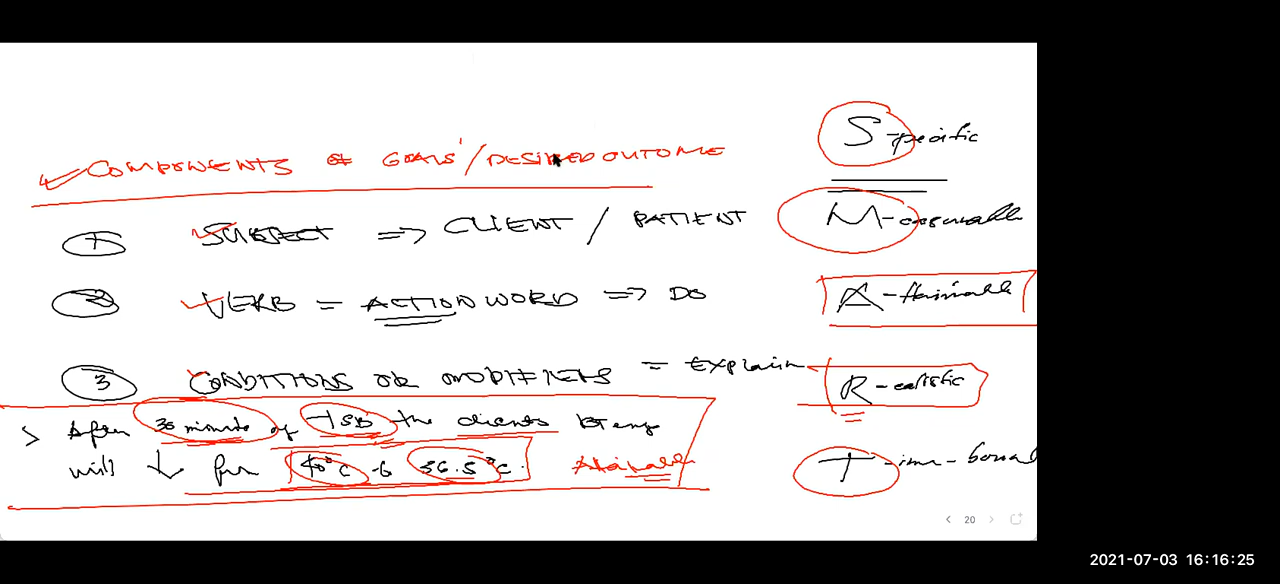 COMPONENTS OF GOALS/DESIRED OUTOME
1 SUBJECT => CLIENT / PATIENT
2 VERB = ACTION WORD => DO
3 CONDITIONS OR MODIFIERS = Explain
> After 30 minute of TSB the clients
will ↓ from 40°C to 36.5°C. Attainable
S-pecific
M-easurable
A-ttainable
R-ealistic
T-ime-bound
20
2021-07-03 16:16:25